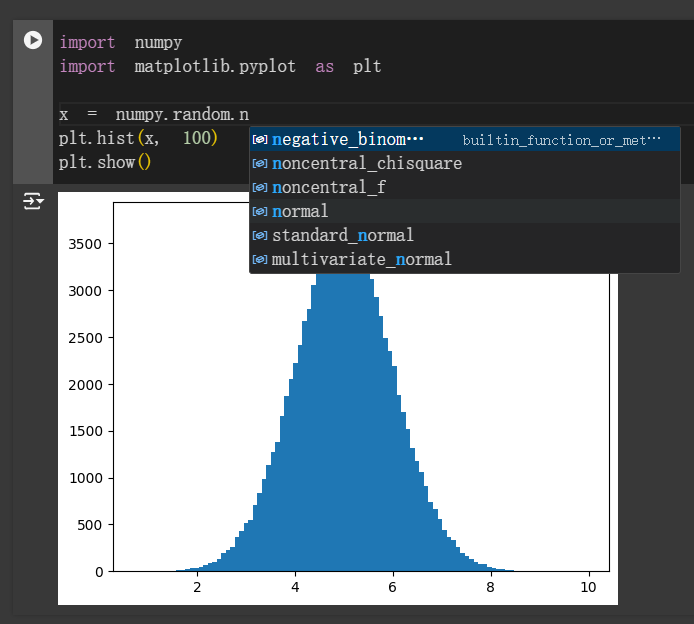 import numpy
import matplotlib.pyplot as plt
x = numpy.random.n
plt.hist(x, 100)
plt.show()
negative_binom… builtin_function_or_met…
noncentral_chisquare
noncentral_f
normal
standard_normal
multivariate_normal
3500
3000
2500
2000
1500
1000
500
0
2 4 6 8 10